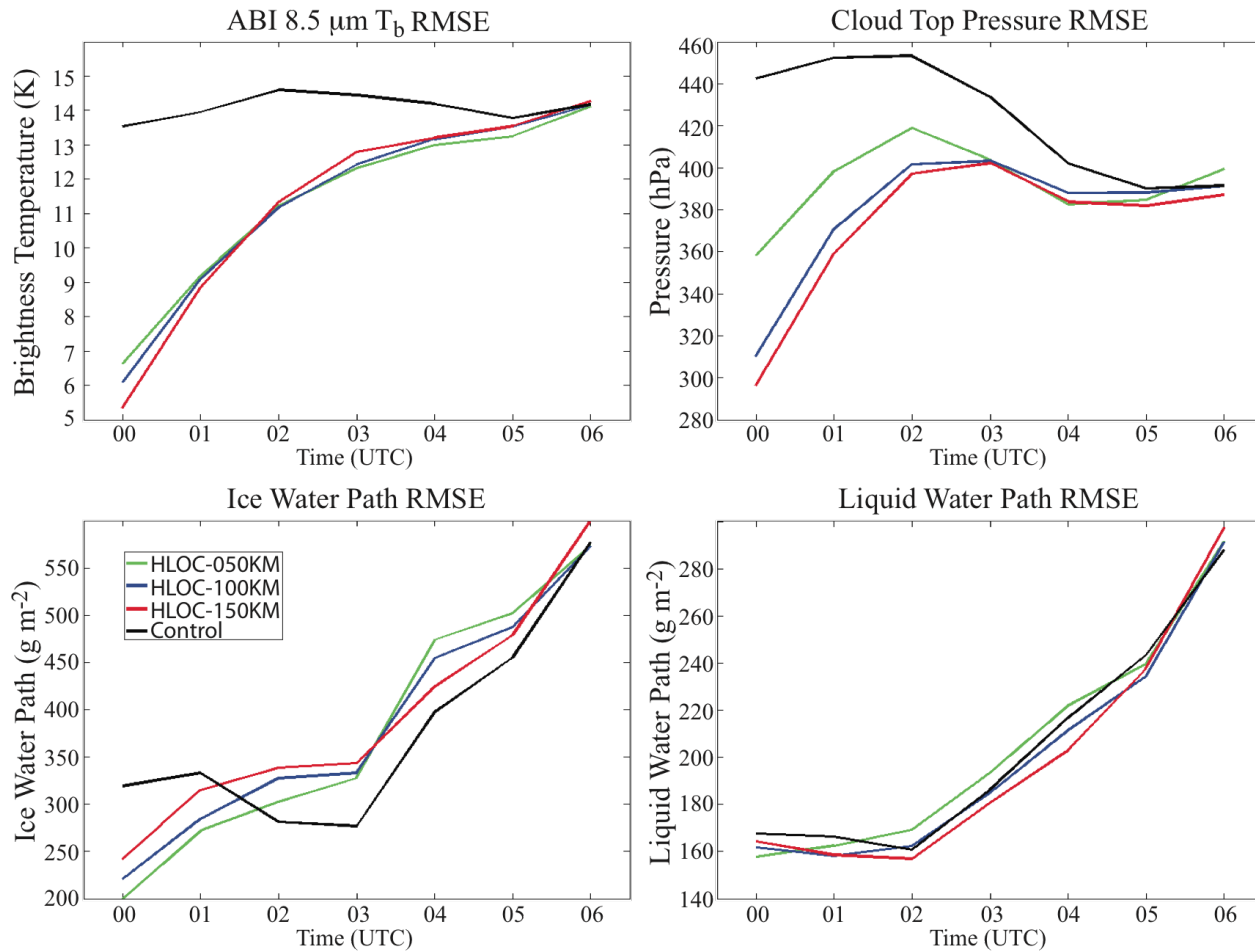 ABI 8.5 μm Tb RMSE
Brightness Temperature (K)
15
14
13
12
11
10
9
8
7
6
5
00 01 02 03 04 05 06
Time (UTC)
Cloud Top Pressure RMSE
Pressure (hPa)
460
440
420
400
380
360
340
320
300
280
00 01 02 03 04 05 06
Time (UTC)
Ice Water Path RMSE
Ice Water Path (g m-2)
550
500
450
400
350
300
250
200
HLOC-050KM
HLOC-100KM
HLOC-150KM
Control
00 01 02 03 04 05 06
Time (UTC)
Liquid Water Path RMSE
Liquid Water Path (g m-2)
280
260
240
220
200
180
160
140
00 01 02 03 04 05 06
Time (UTC)